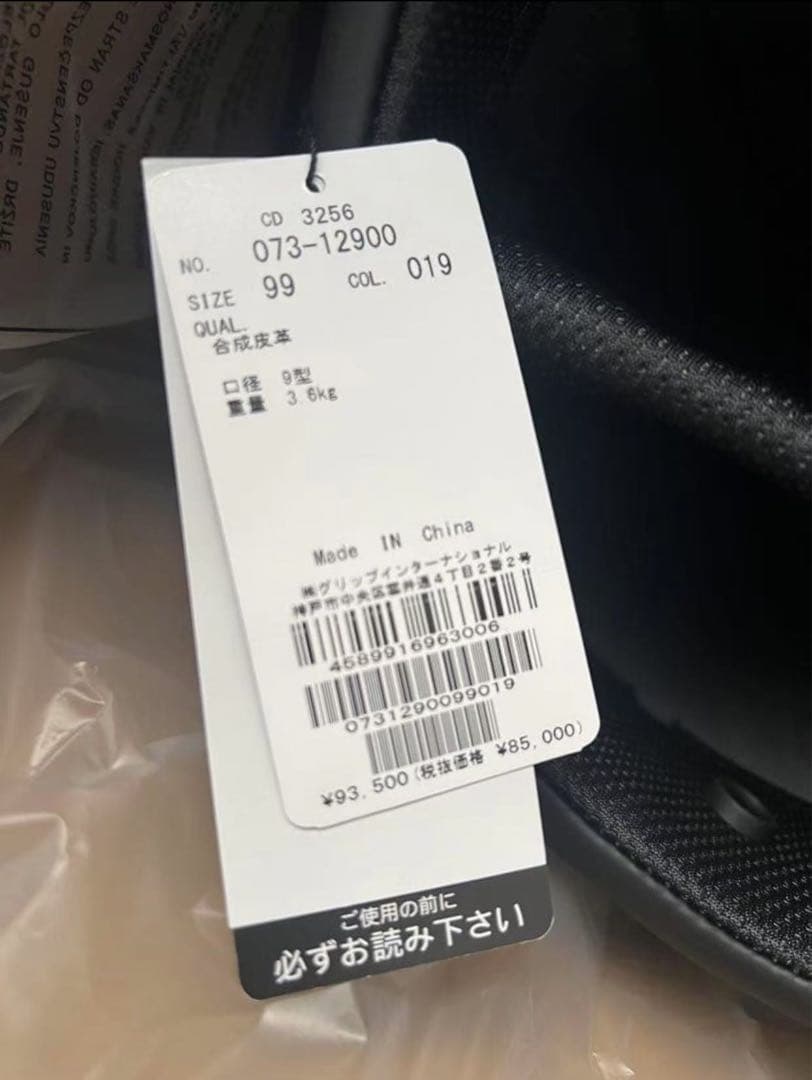 CD 3256
NO. 073-12900
SIZE 99 COL. 019
QUAL.
合成皮革
口径 9型
重量 3.6kg
Made IN China
㈱グリップインターナショナル
神戸市中央区雲井通4丁目2番2号
4589916963006
0731290099019
¥93,500(税抜価格 ¥85,000)
ご使用の前に
必ずお読み下さい